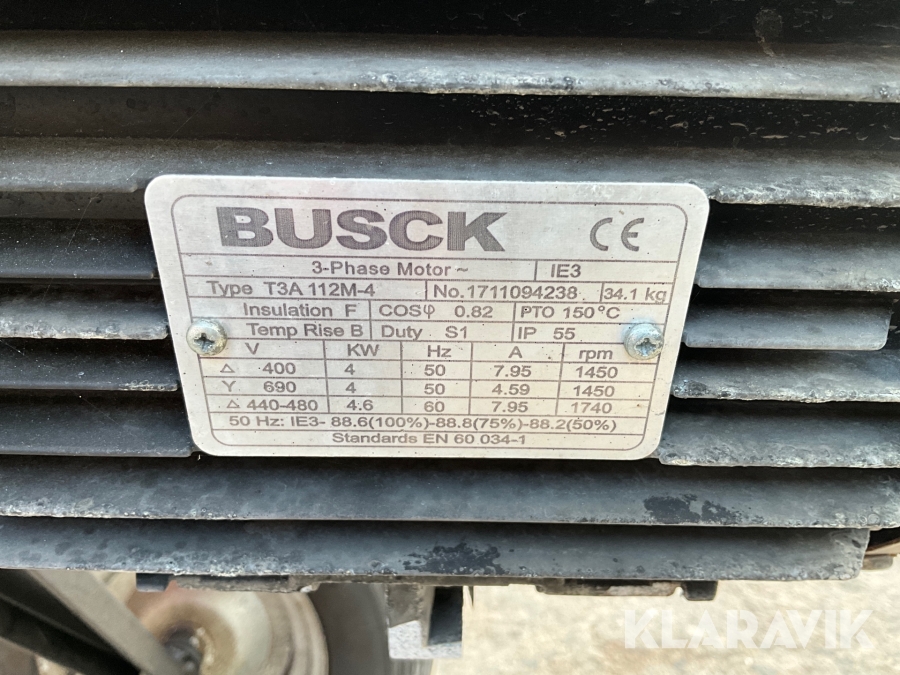 BUSCK CE
3-Phase Motor ~ IE3
Type T3A 112M-4 No.1711094238 34.1 kg
Insulation F COSφ 0.82 PTO 150°C
Temp Rise B Duty S1 IP 55
V KW Hz A rpm
Δ 400 4 50 7.95 1450
Y 690 4 50 4.59 1450
Δ 440-480 4.6 60 7.95 1740
50 Hz: IE3- 88.6(100%)-88.8(75%)-88.2(50%)
Standards EN 60 034-1
KLARAVIK